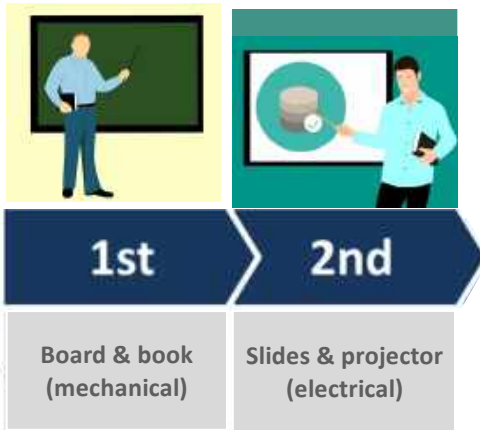 1st
2nd
Board & book
(mechanical)
Slides & projector
(electrical)